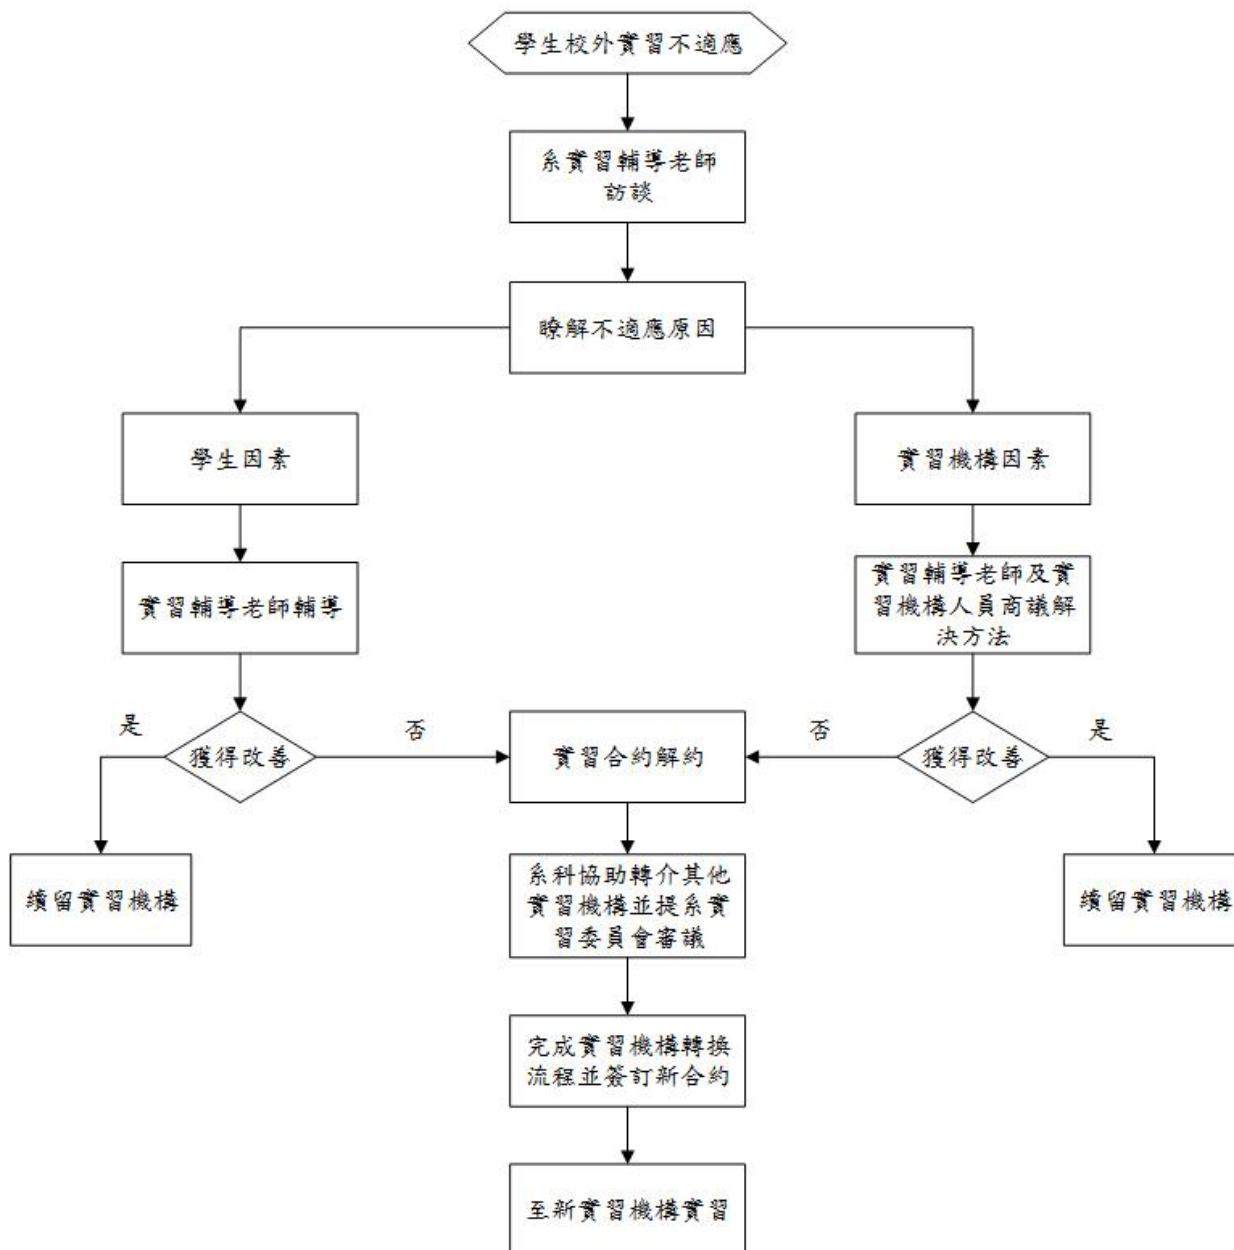 學生校外實習不適應
系實習輔導老師
訪談
瞭解不適應原因
學生因素
實習機構因素
實習輔導老師輔導
實習輔導老師及實
習機構人員商議解
決方法
是
否
否
是
獲得改善
實習合約解約
獲得改善
續留實習機構
系科協助轉介其他
實習機構並提系實
習委員會審議
續留實習機構
完成實習機構轉換
流程並簽訂新合約
至新實習機構實習